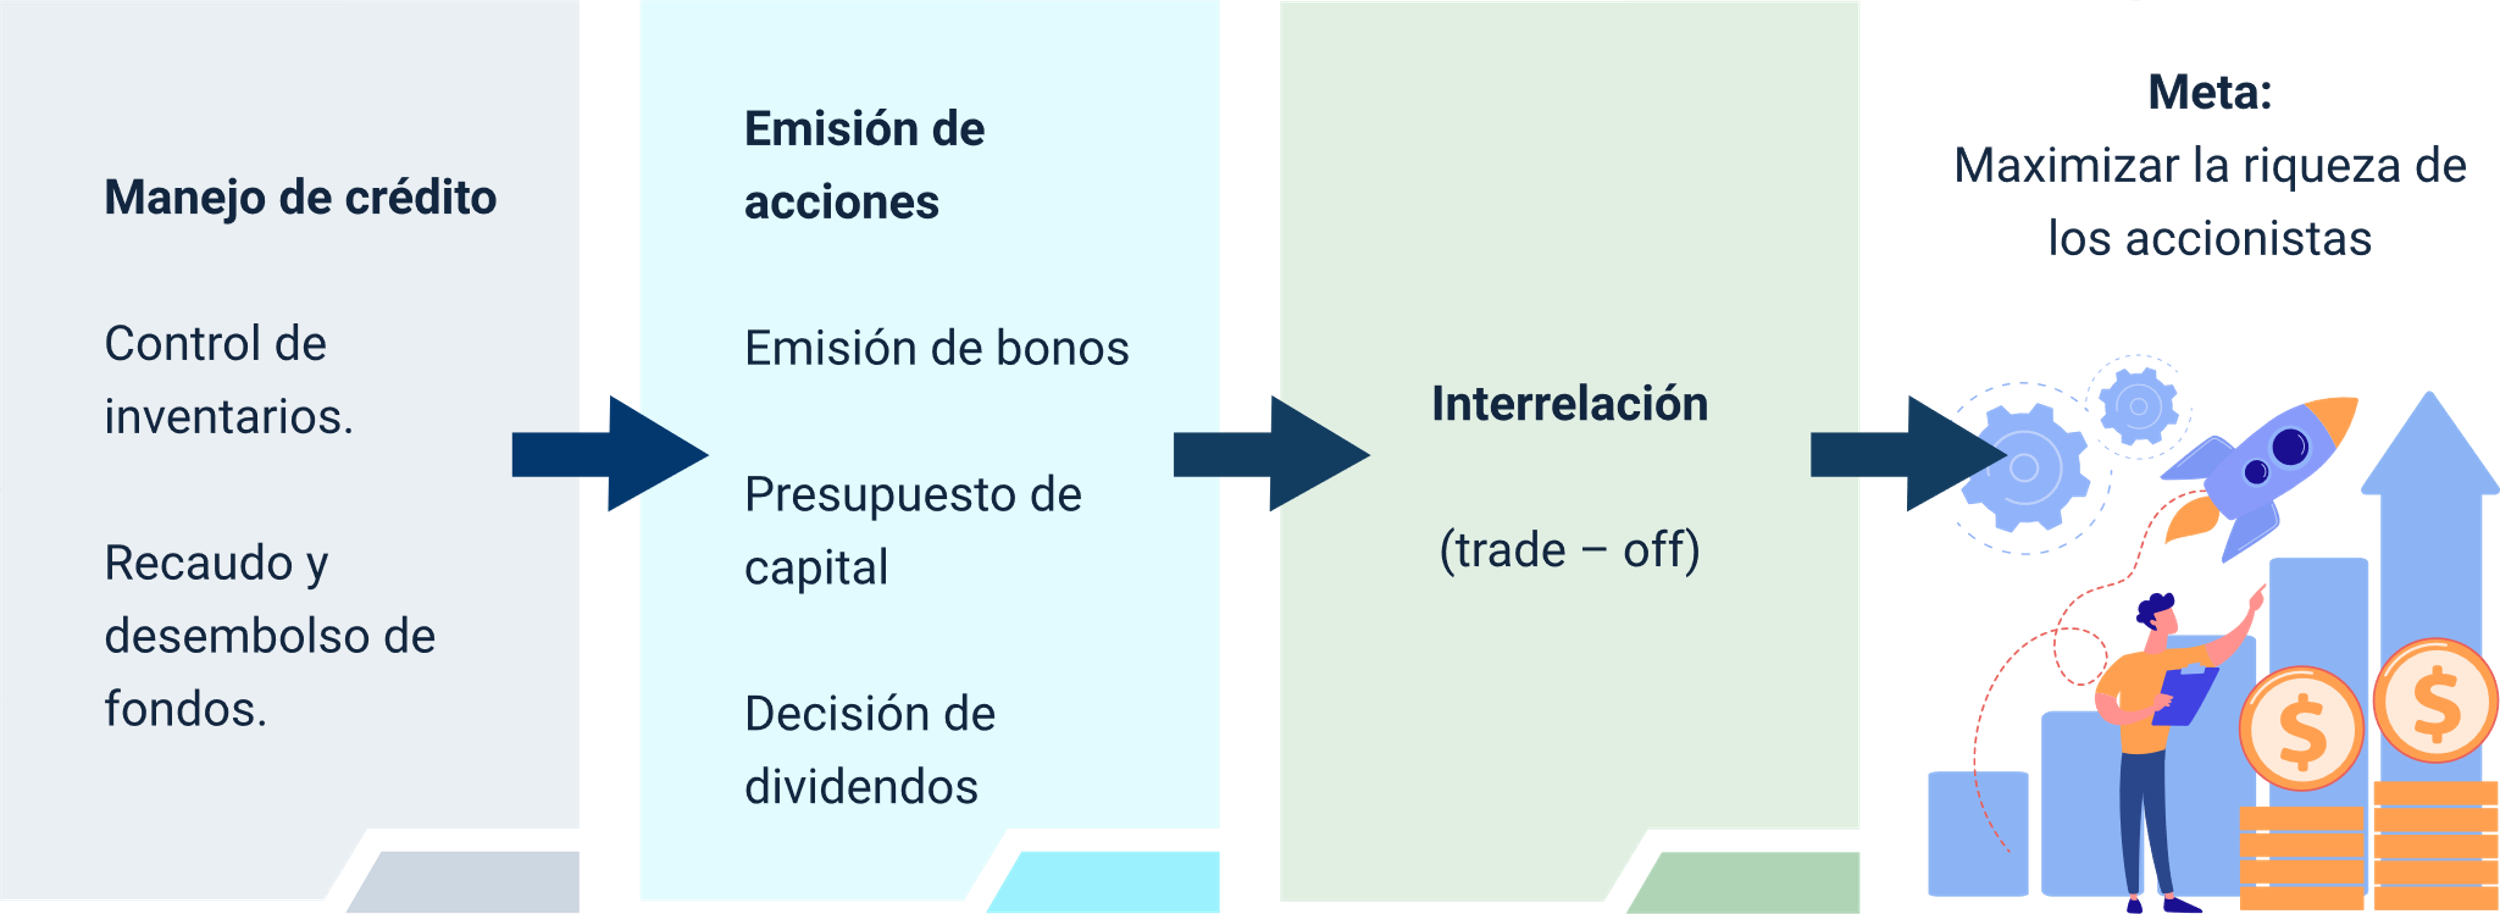 Manejo de crédito
Control de
inventarios.
Recaudo y
desembolso de
fondos.
Emisión de
acciones
Emisión de bonos
Presupuesto de
capital
Decisión de
dividendos
Interrelación
(trade – off)
Meta:
Maximizar la riqueza de
los accionistas
$
$